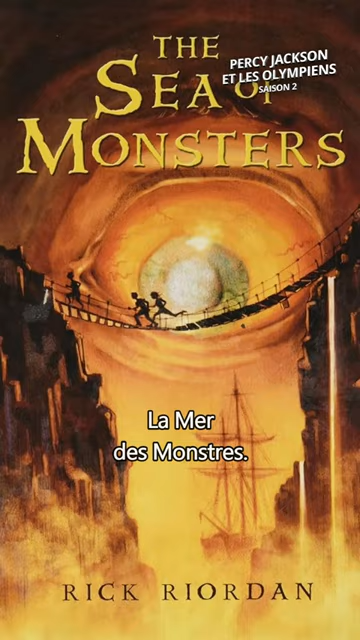 THE
SEA OF
MONSTERS
PERCY JACKSON
ET LES OLYMPIENS
SAISON 2
La Mer
des Monstres.
RICK RIORDAN